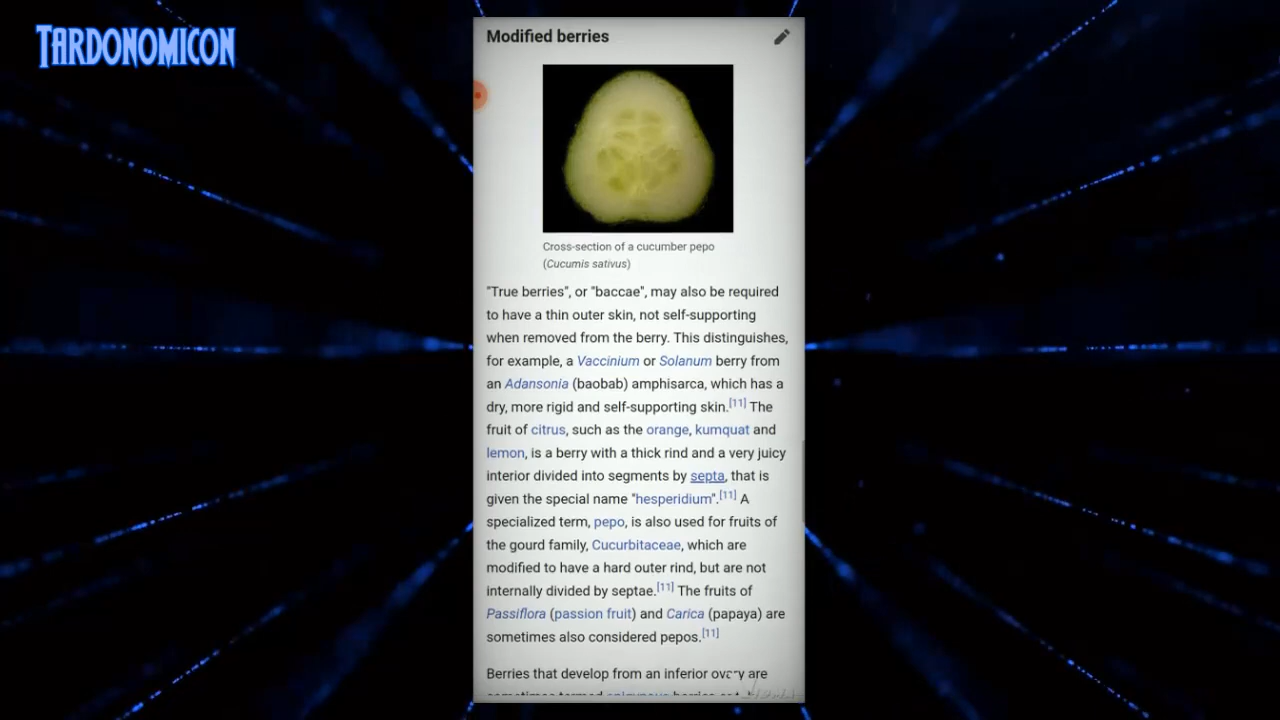 TARDONOMICON
Modified berries
Cross-section of a cucumber pepo
(Cucumis sativus)
"True berries", or "baccae", may also be required
to have a thin outer skin, not self-supporting
when removed from the berry. This distinguishes,
for example, a Vaccinium or Solanum berry from
an Adansonia (baobab) amphisarca, which has a
dry, more rigid and self-supporting skin.[11] The
fruit of citrus, such as the orange, kumquat and
lemon, is a berry with a thick rind and a very juicy
interior divided into segments by septa, that is
given the special name "hesperidium".[11] A
specialized term, pepo, is also used for fruits of
the gourd family, Cucurbitaceae, which are
modified to have a hard outer rind, but are not
internally divided by septae.[11] The fruits of
Passiflora (passion fruit) and Carica (papaya) are
sometimes also considered pepos.[11]
Berries that develop from an inferior ovary are
sometimes termed epigynous berries